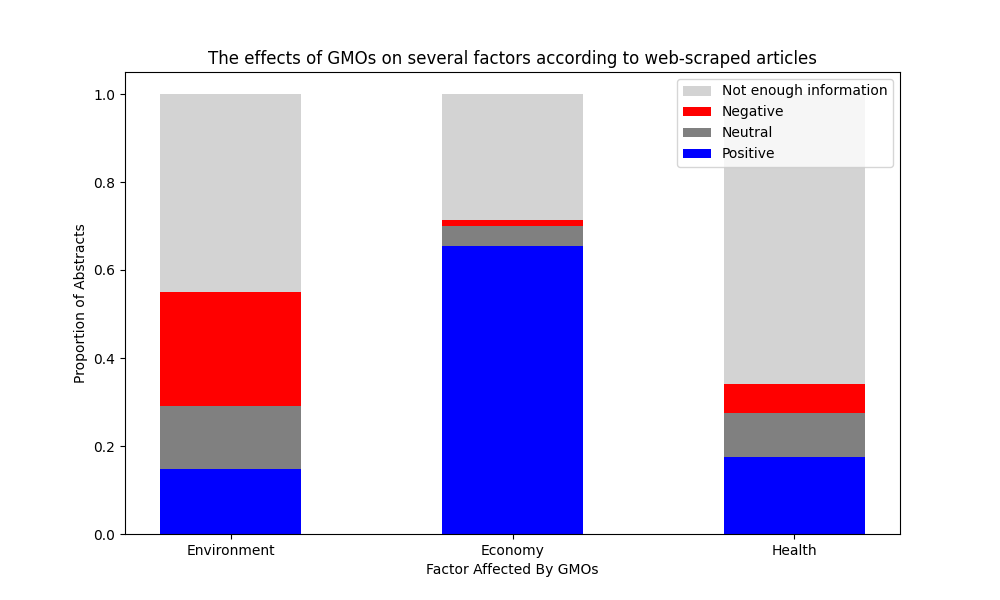 The effects of GMOs on several factors according to web-scraped articles
Not enough information
Negative
Neutral
Positive
Proportion of Abstracts
1.0
0.8
0.6
0.4
0.2
0.0
Environment
Economy
Health
Factor Affected By GMOs